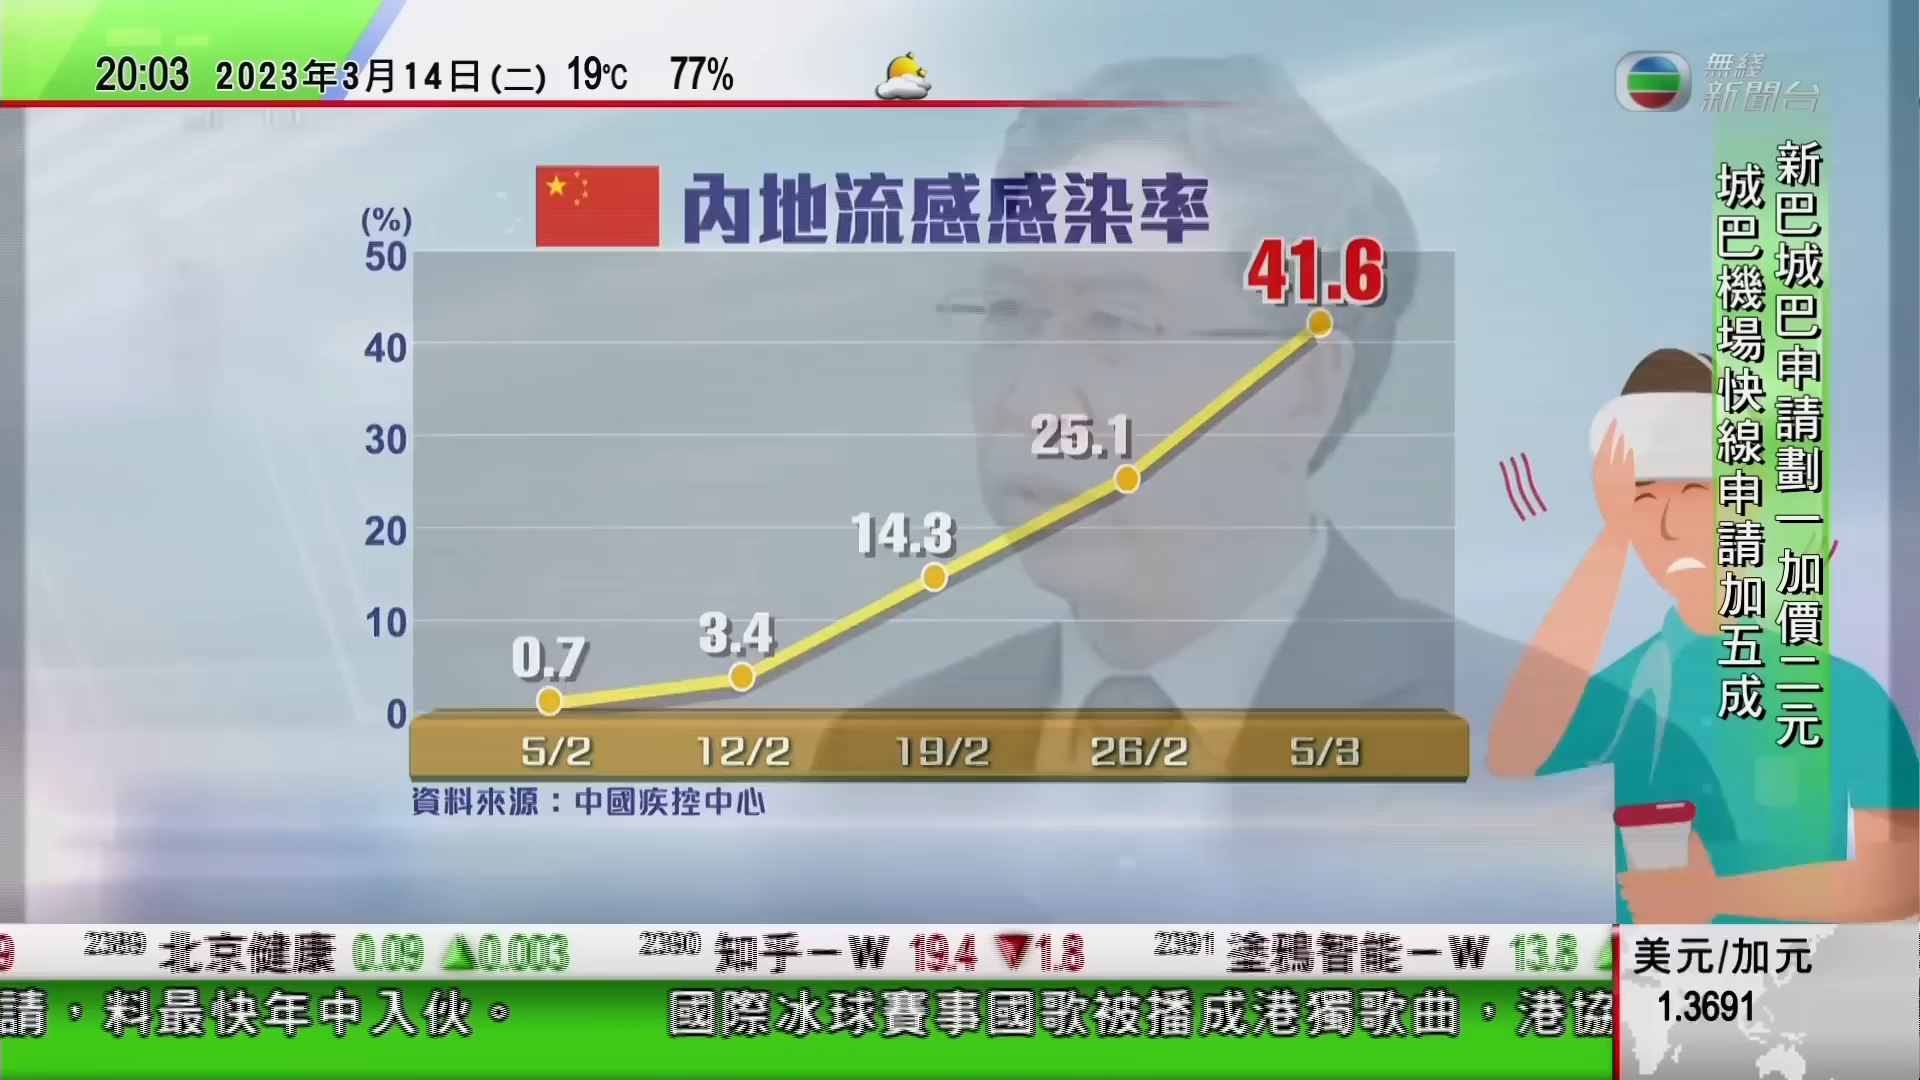 20:03 2023年3月14日(二) 19℃ 77%
無綫
新聞台
新巴城巴申請劃一加價二元
城巴機場快線申請加五成
內地流感感染率
(%)
50
40
30
20
10
0
0.7
3.4
14.3
25.1
41.6
5/2 12/2 19/2 26/2 5/3
資料來源：中國疾控中心
9 2389 北京健康 0.09 ▲0.003 2390 知乎－W 19.4 ▼1.8 2391 塗鴉智能－W 13.8
請，料最快年中入伙。 國際冰球賽事國歌被播成港獨歌曲，港協
美元/加元
1.3691